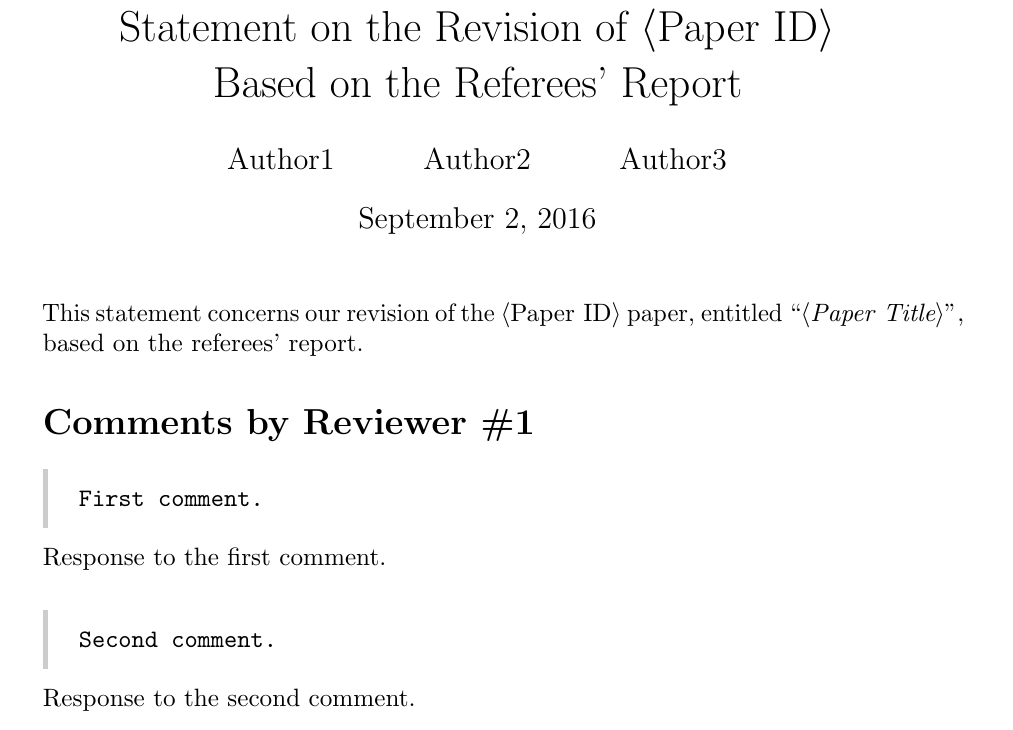 Statement on the Revision of ⟨Paper ID⟩
Based on the Referees’ Report
Author1 Author2 Author3
September 2, 2016
This statement concerns our revision of the ⟨Paper ID⟩ paper, entitled “⟨Paper Title⟩”,
based on the referees’ report.
Comments by Reviewer #1
First comment.
Response to the first comment.
Second comment.
Response to the second comment.